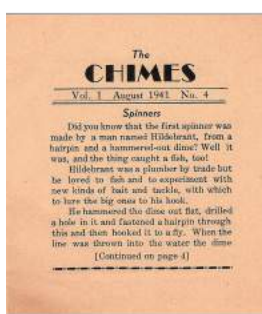 The
CHIMES
Vol. 1 August 1941 No. 4
Spinners
Did you know that the first spinner was
made by a man named Hildebrant, from a
hairpin and a hammered-out dime? Well it
was, and the thing caught a fish, too!
Hildebrant was a plumber by trade but
he loved to fish and to experiment with
new kinds of bait and tackle, with which
to lure the big ones to his hook.
He hammered the dime out flat, drilled
a hole in it and fastened a hairpin through
this and then hooked it to a fly. When the
line was thrown into the water the dime
[Continued on page 4]